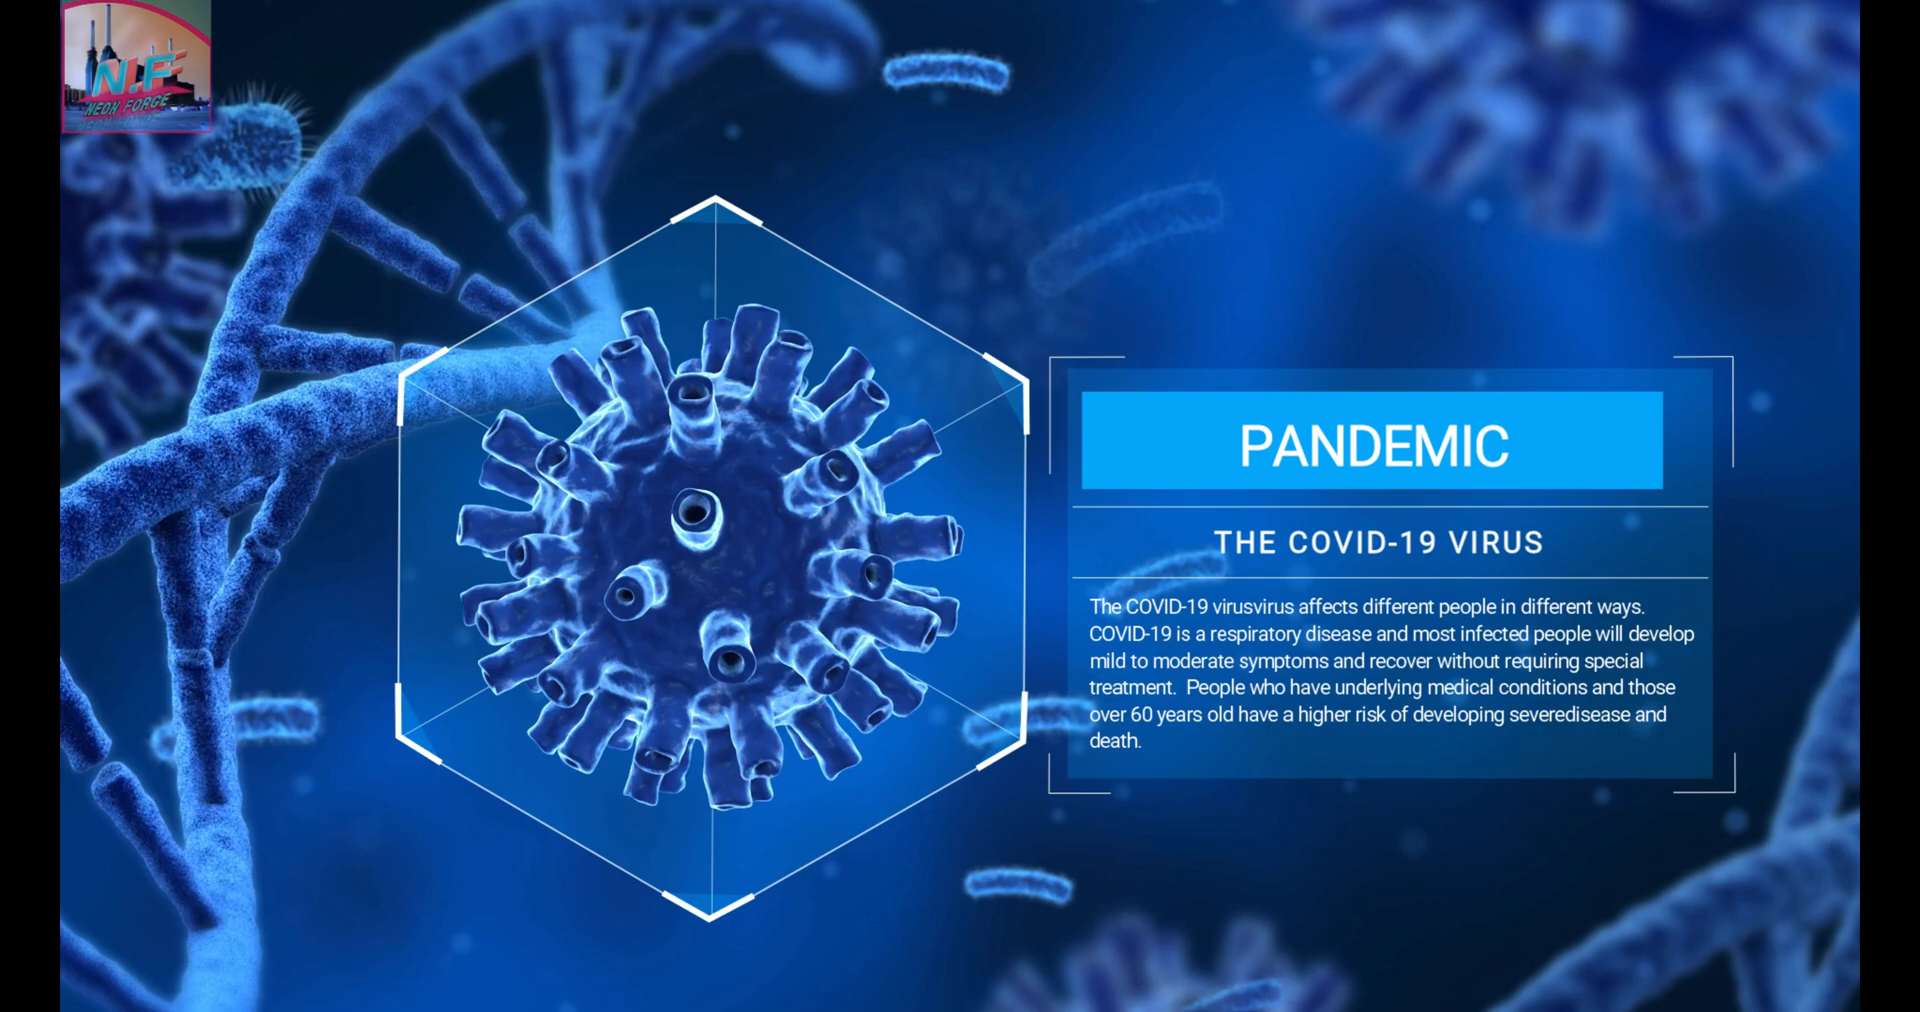 N.F
NEON FORGE
PANDEMIC
THE COVID-19 VIRUS
The COVID-19 virusvirus affects different people in different ways.
COVID-19 is a respiratory disease and most infected people will develop
mild to moderate symptoms and recover without requiring special
treatment.  People who have underlying medical conditions and those
over 60 years old have a higher risk of developing severedisease and
death.